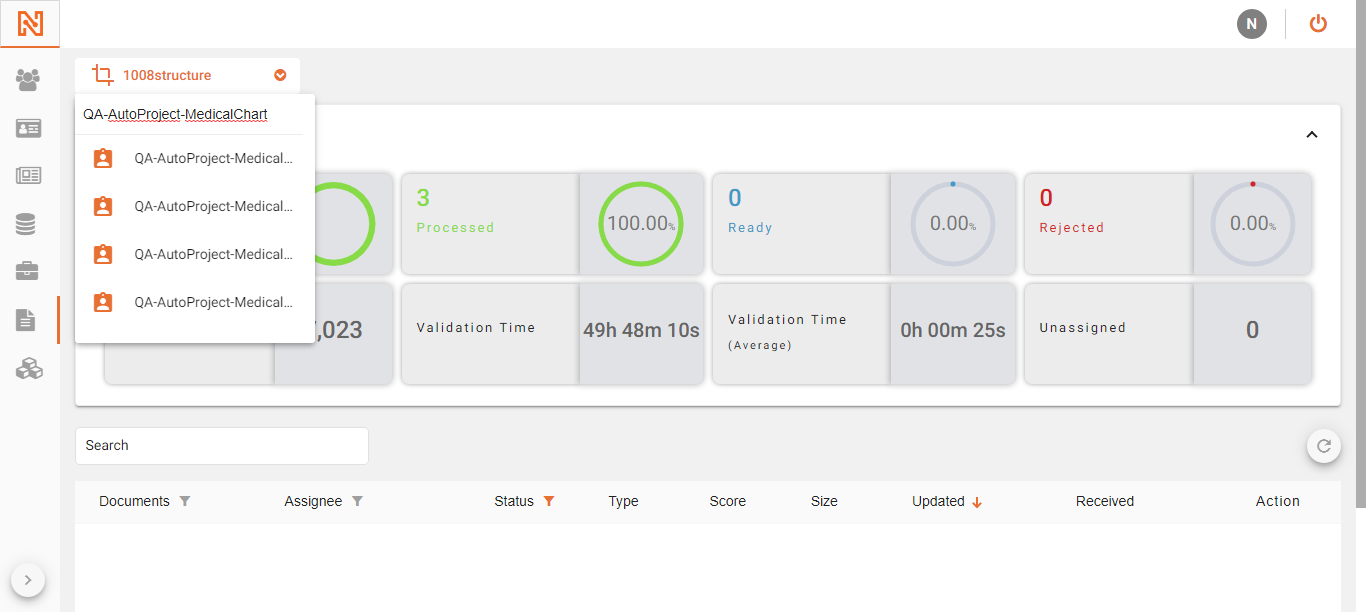 N
1008structure
QA-AutoProject-MedicalChart
QA-AutoProject-Medical...
QA-AutoProject-Medical...
QA-AutoProject-Medical...
QA-AutoProject-Medical...
3
Processed
100.00%
0
Ready
0.00%
0
Rejected
0.00%
,023
Validation Time
49h 48m 10s
Validation Time
(Average)
0h 00m 25s
Unassigned
0
Search
Documents Assignee Status Type Score Size Updated Received Action